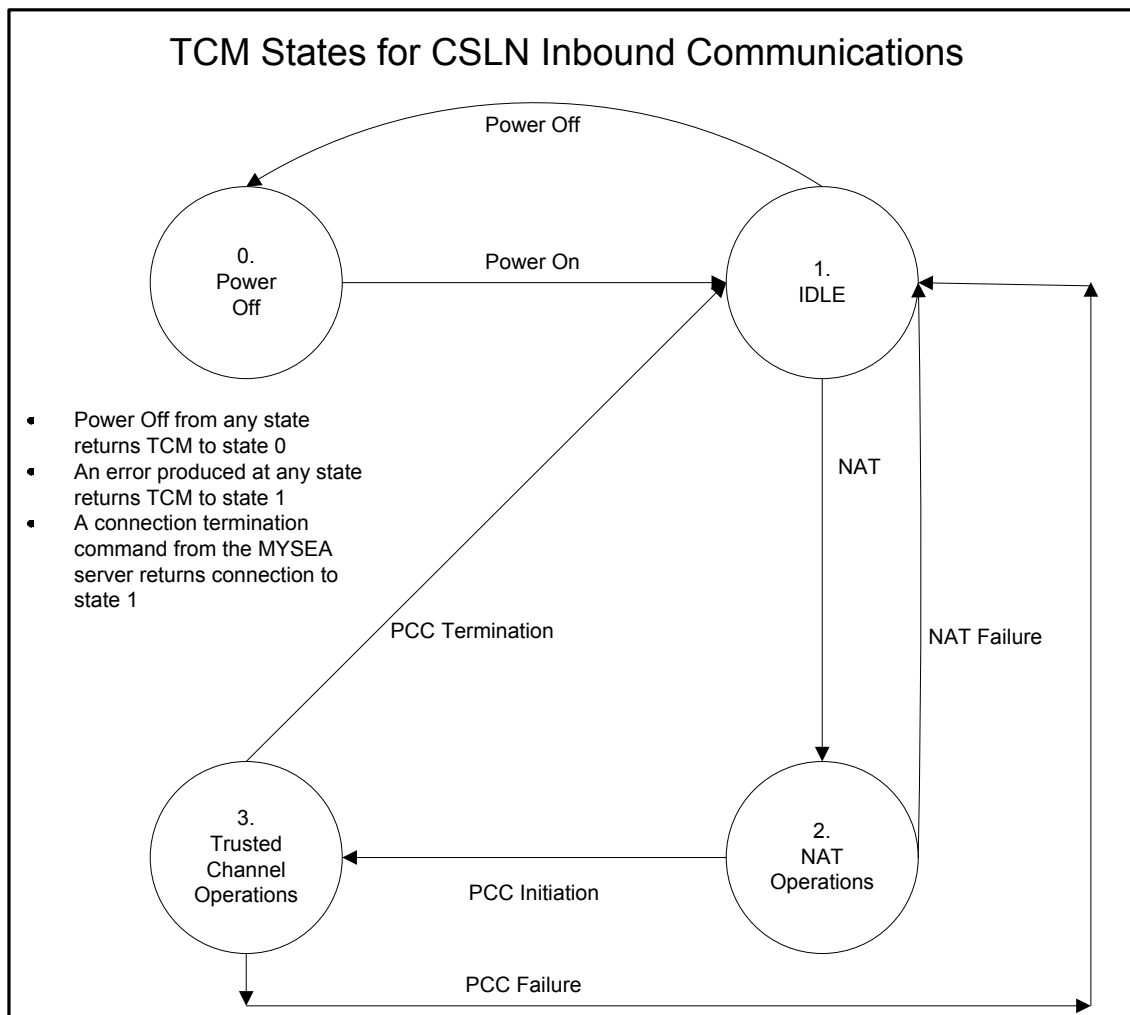 TCM States for CSLN Inbound Communications
Power Off
0.
Power
Off
Power On
1.
IDLE
• Power Off from any state
returns TCM to state 0
• An error produced at any state
returns TCM to state 1
• A connection termination
command from the MYSEA
server returns connection to
state 1
NAT
PCC Termination
NAT Failure
3.
Trusted
Channel
Operations
PCC Initiation
2.
NAT
Operations
PCC Failure